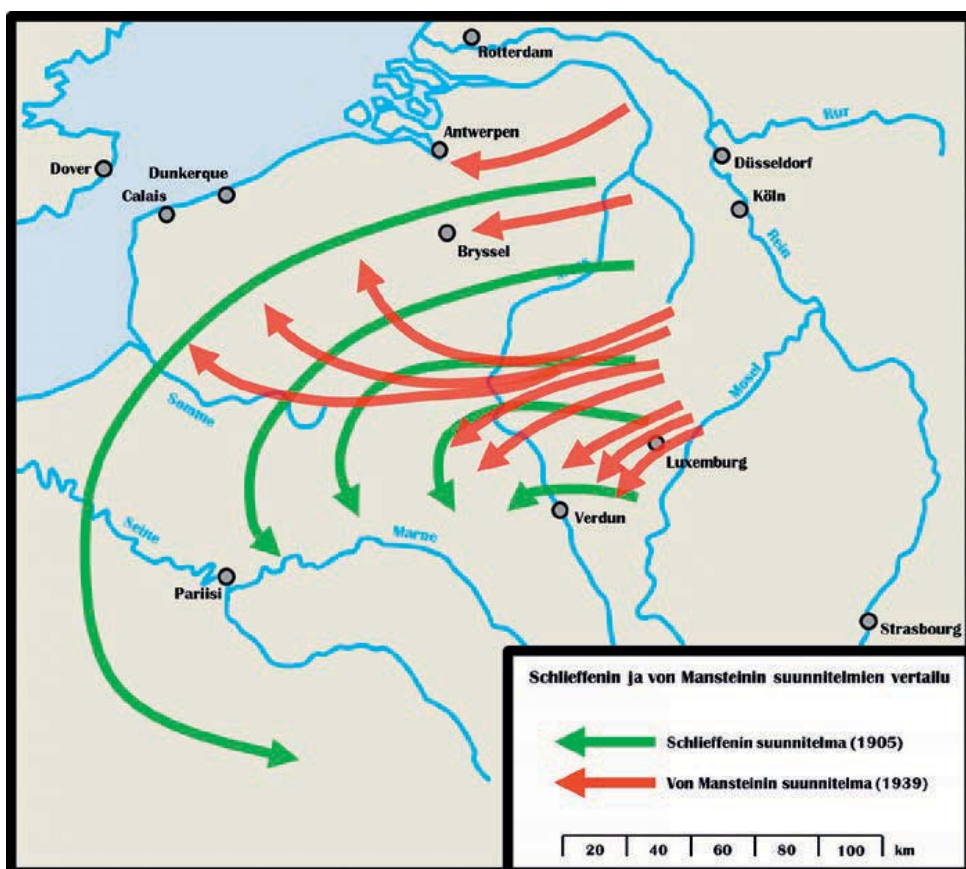 Rotterdam
Rur
Antwerpen
Düsseldorf
Dover
Dunkerque
Calais
Köln
Bryssel
Rein
Mosel
Somme
Luxemburg
Verdun
Seine
Marne
Pariisi
Strasbourg
Schlieffenin ja von Mansteinin suunnitelmien vertailu
Schlieffenin suunnitelma (1905)
Von Mansteinin suunnitelma (1939)
20 40 60 80 100 km